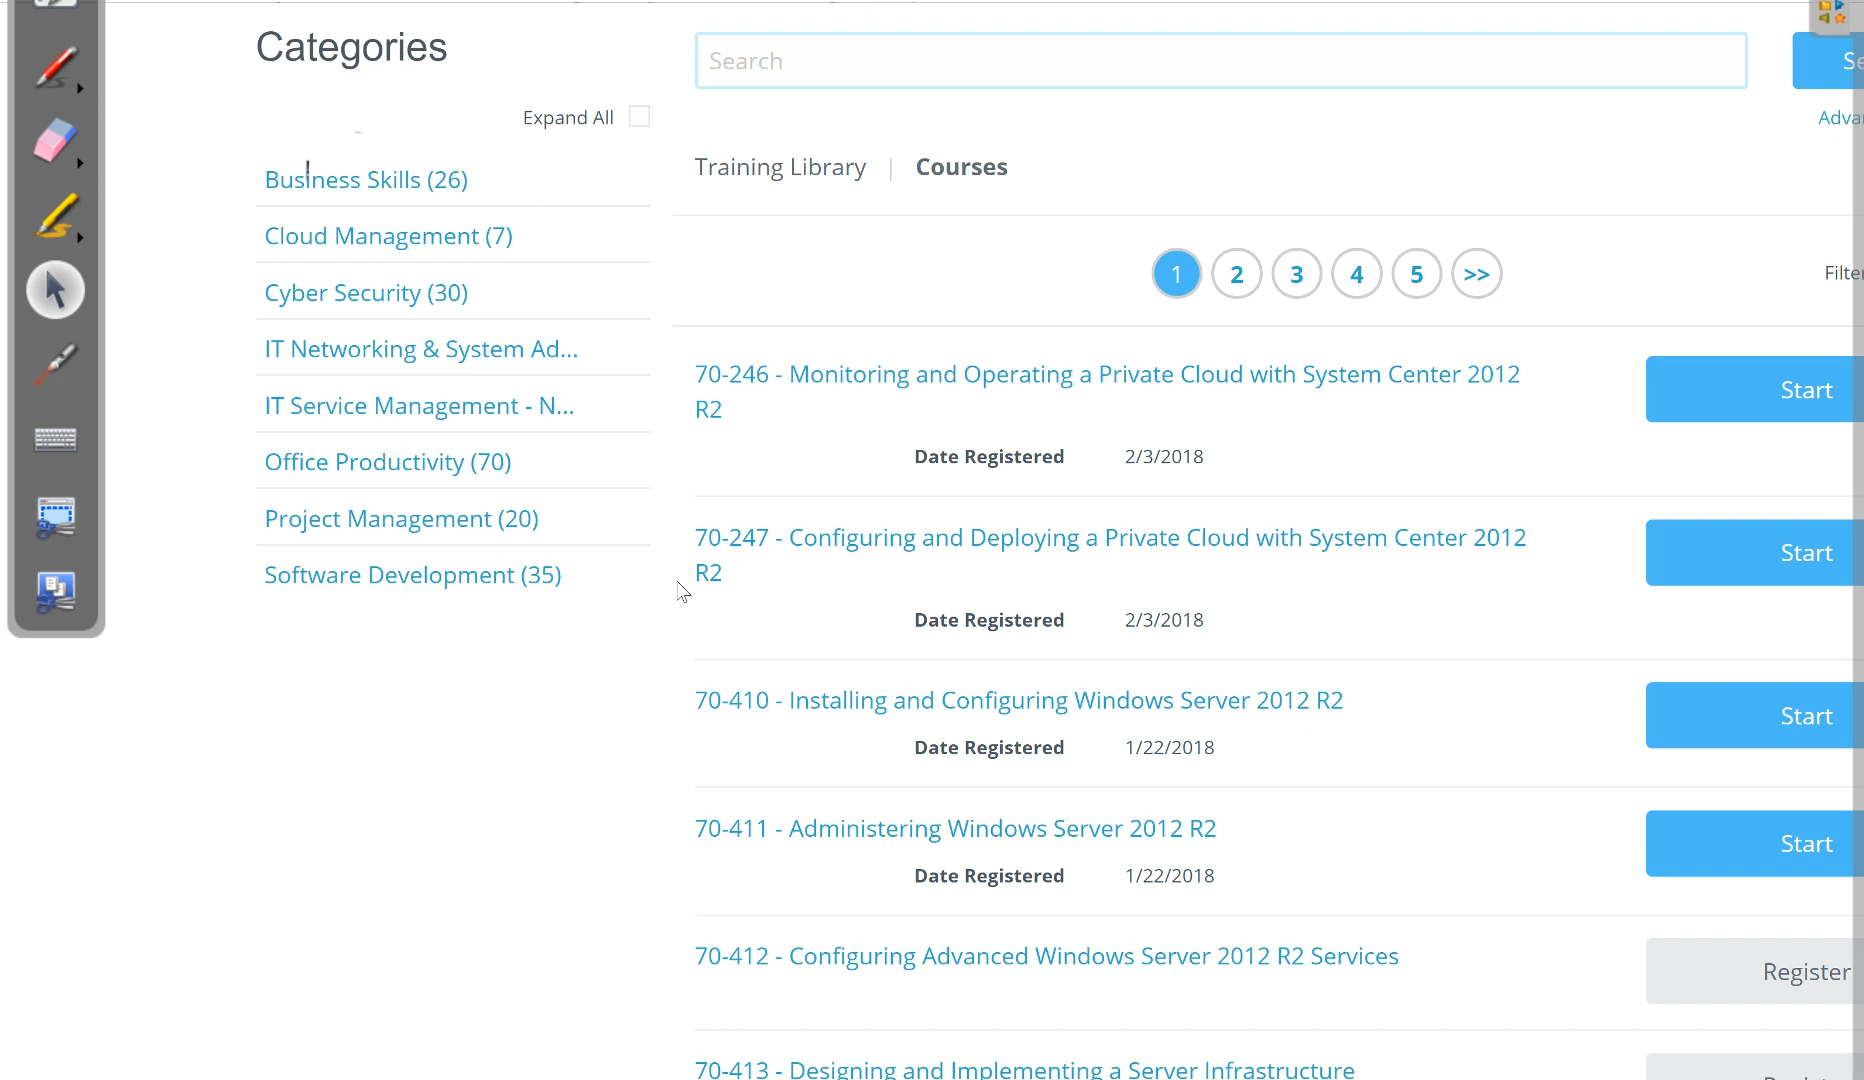 Categories
Expand All
Business Skills (26)
Cloud Management (7)
Cyber Security (30)
IT Networking & System Ad...
IT Service Management - N...
Office Productivity (70)
Project Management (20)
Software Development (35)
Search
Training Library | Courses
1 2 3 4 5 >>
70-246 - Monitoring and Operating a Private Cloud with System Center 2012
R2
Start
Date Registered 2/3/2018
70-247 - Configuring and Deploying a Private Cloud with System Center 2012
R2
Start
Date Registered 2/3/2018
70-410 - Installing and Configuring Windows Server 2012 R2
Start
Date Registered 1/22/2018
70-411 - Administering Windows Server 2012 R2
Start
Date Registered 1/22/2018
70-412 - Configuring Advanced Windows Server 2012 R2 Services
Register
70-413 - Designing and Implementing a Server Infrastructure